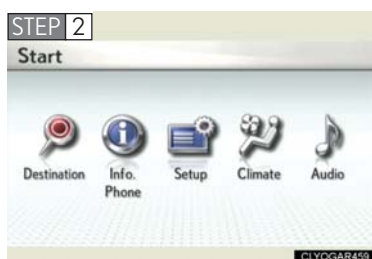 STEP 2
Start
Destination
Info.
Phone
Setup
Climate
Audio
CLYOGAR459